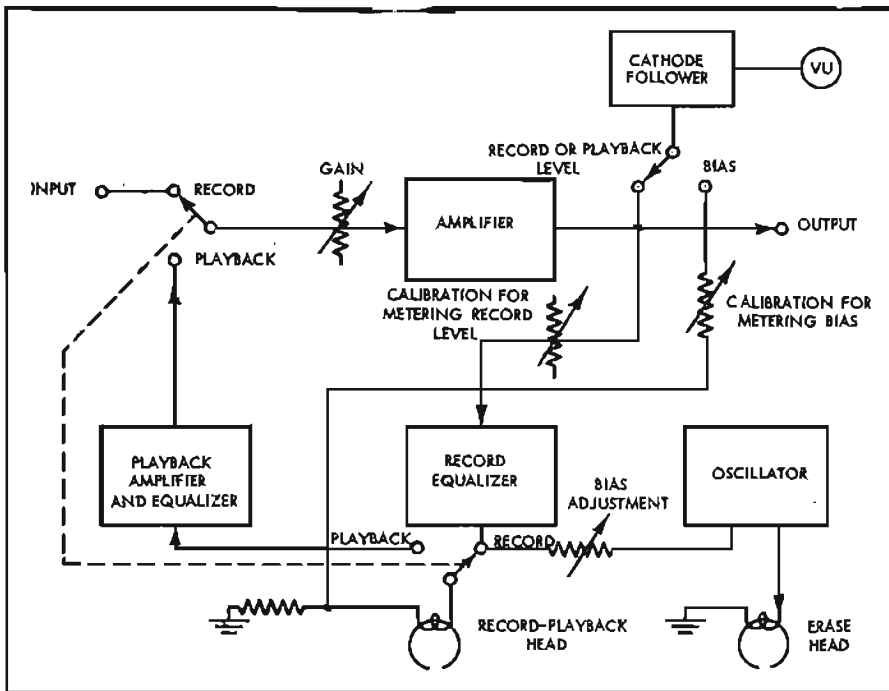 CATHODE
FOLLOWER
VU
RECORD OR PLAYBACK
LEVEL
BIAS
GAIN
INPUT
RECORD
AMPLIFIER
OUTPUT
PLAYBACK
CALIBRATION FOR
METERING RECORD
LEVEL
CALIBRATION FOR
METERING BIAS
PLAYBACK
AMPLIFIER
AND EQUALIZER
RECORD
EQUALIZER
OSCILLATOR
BIAS
ADJUSTMENT
PLAYBACK
RECORD
RECORD-PLAYBACK
HEAD
ERASE
HEAD